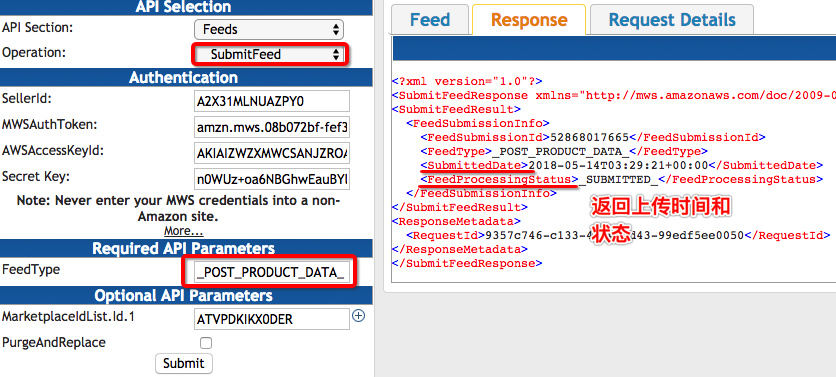 API Selection
API Section: Feeds
Operation: SubmitFeed
Authentication
SellerId: A2X31MLNUAZPY0
MWSAuthToken: amzn.mws.08b072bf-fef3
AWSAccessKeyId: AKIAIZWZXMWCSANJZROA
Secret Key: n0WUz+oa6NBGhwEauBYI
Note: Never enter your MWS credentials into a non-
Amazon site.
More...
Required API Parameters
FeedType _POST_PRODUCT_DATA_
Optional API Parameters
MarketplaceIdList.Id.1 ATVPDKIKX0DER
PurgeAndReplace
Submit
Feed Response Request Details
<?xml version="1.0"?>
<SubmitFeedResponse xmlns="http://mws.amazonaws.com/doc/2009-0
<SubmitFeedResult>
<FeedSubmissionInfo>
<FeedSubmissionId>52868017665</FeedSubmissionId>
<FeedType>_POST_PRODUCT_DATA_</FeedType>
<SubmittedDate>2018-05-14T03:29:21+00:00</SubmittedDate>
<FeedProcessingStatus>_SUBMITTED_</FeedProcessingStatus>
</FeedSubmissionInfo>
</SubmitFeedResult>
<ResponseMetadata>
<RequestId>9357c746-c133-4 43-99edf5ee0050</RequestId>
</ResponseMetadata>
</SubmitFeedResponse>
返回上传时间和
状态